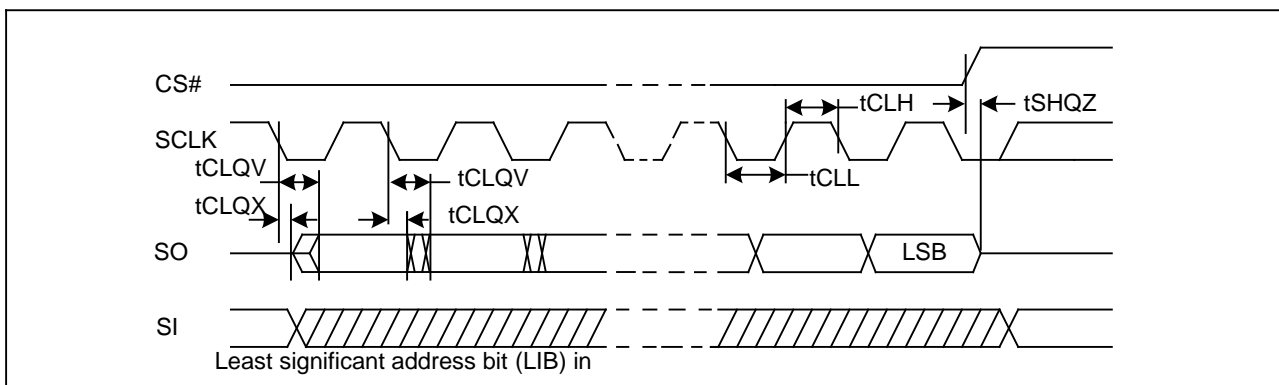 CS#
tCLH
tSHQZ
SCLK
tCLQV
tCLQV
tCLL
tCLQX
tCLQX
SO
LSB
SI
Least significant address bit (LIB) in